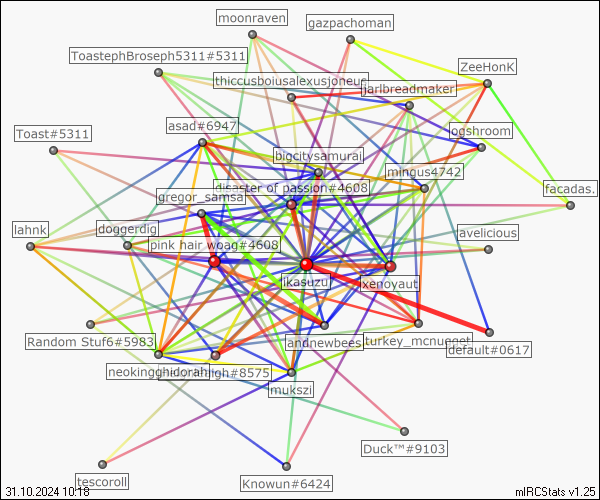 moonraven
gazpachoman
ToastephBroseph5311#5311
ZeeHonK
thiccusboiusalexusjoneus
jarlbreadmaker
Toast#5311
asad#6947
ogshroom
bigcitysamurai
mingus4742
disaster of passion#4608
facadas.
gregor_samsa
lahnk
doggerdig
avelicious
pink hair woag#4608
ikasuzu
xenoyaut
Random Stuf6#5983
andnewbees
turkey_mcnugget
default#0617
neokingghidorah
high#8575
mukszi
Duck™#9103
tescoroll
Knowun#6424
31.10.2024 10:18
mIRCStats v1.25